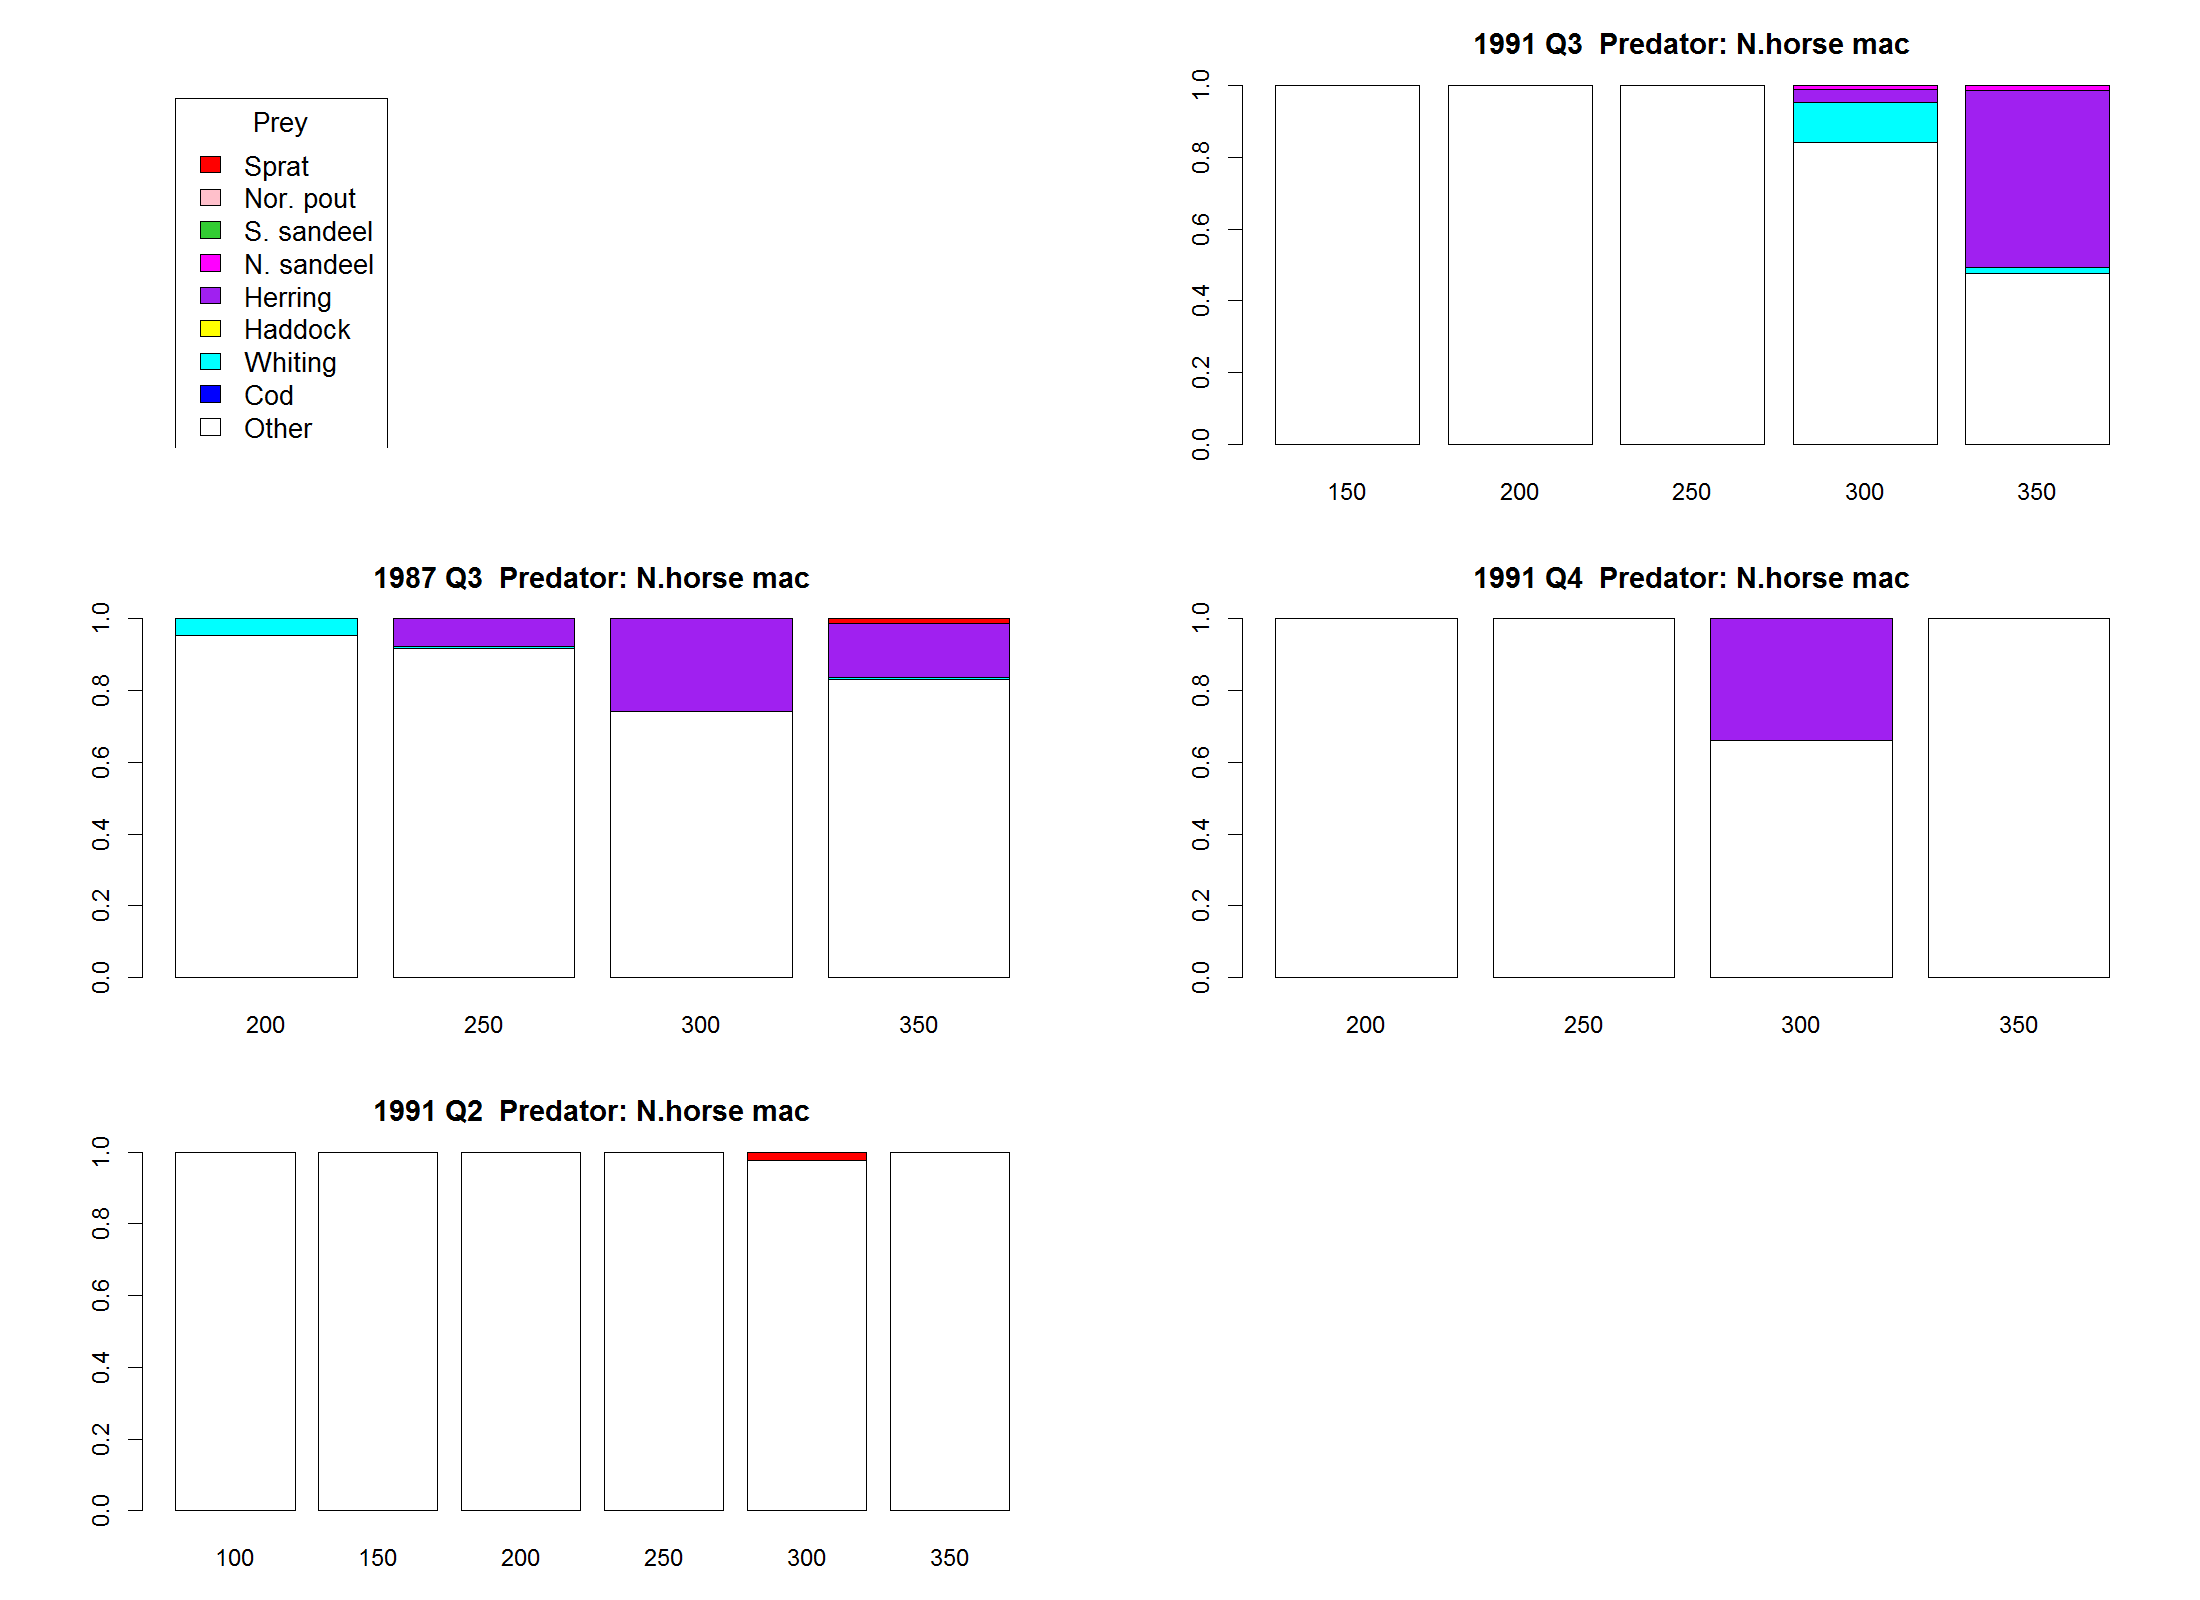 Prey
Sprat
Nor. pout
S. sandeel
N. sandeel
Herring
Haddock
Whiting
Cod
Other
1991 Q3  Predator: N.horse mac
1.0
0.8
0.6
0.4
0.2
0.0
150 200 250 300 350
1987 Q3  Predator: N.horse mac
1.0
0.8
0.6
0.4
0.2
0.0
200 250 300 350
1991 Q4  Predator: N.horse mac
1.0
0.8
0.6
0.4
0.2
0.0
200 250 300 350
1991 Q2  Predator: N.horse mac
1.0
0.8
0.6
0.4
0.2
0.0
100 150 200 250 300 350